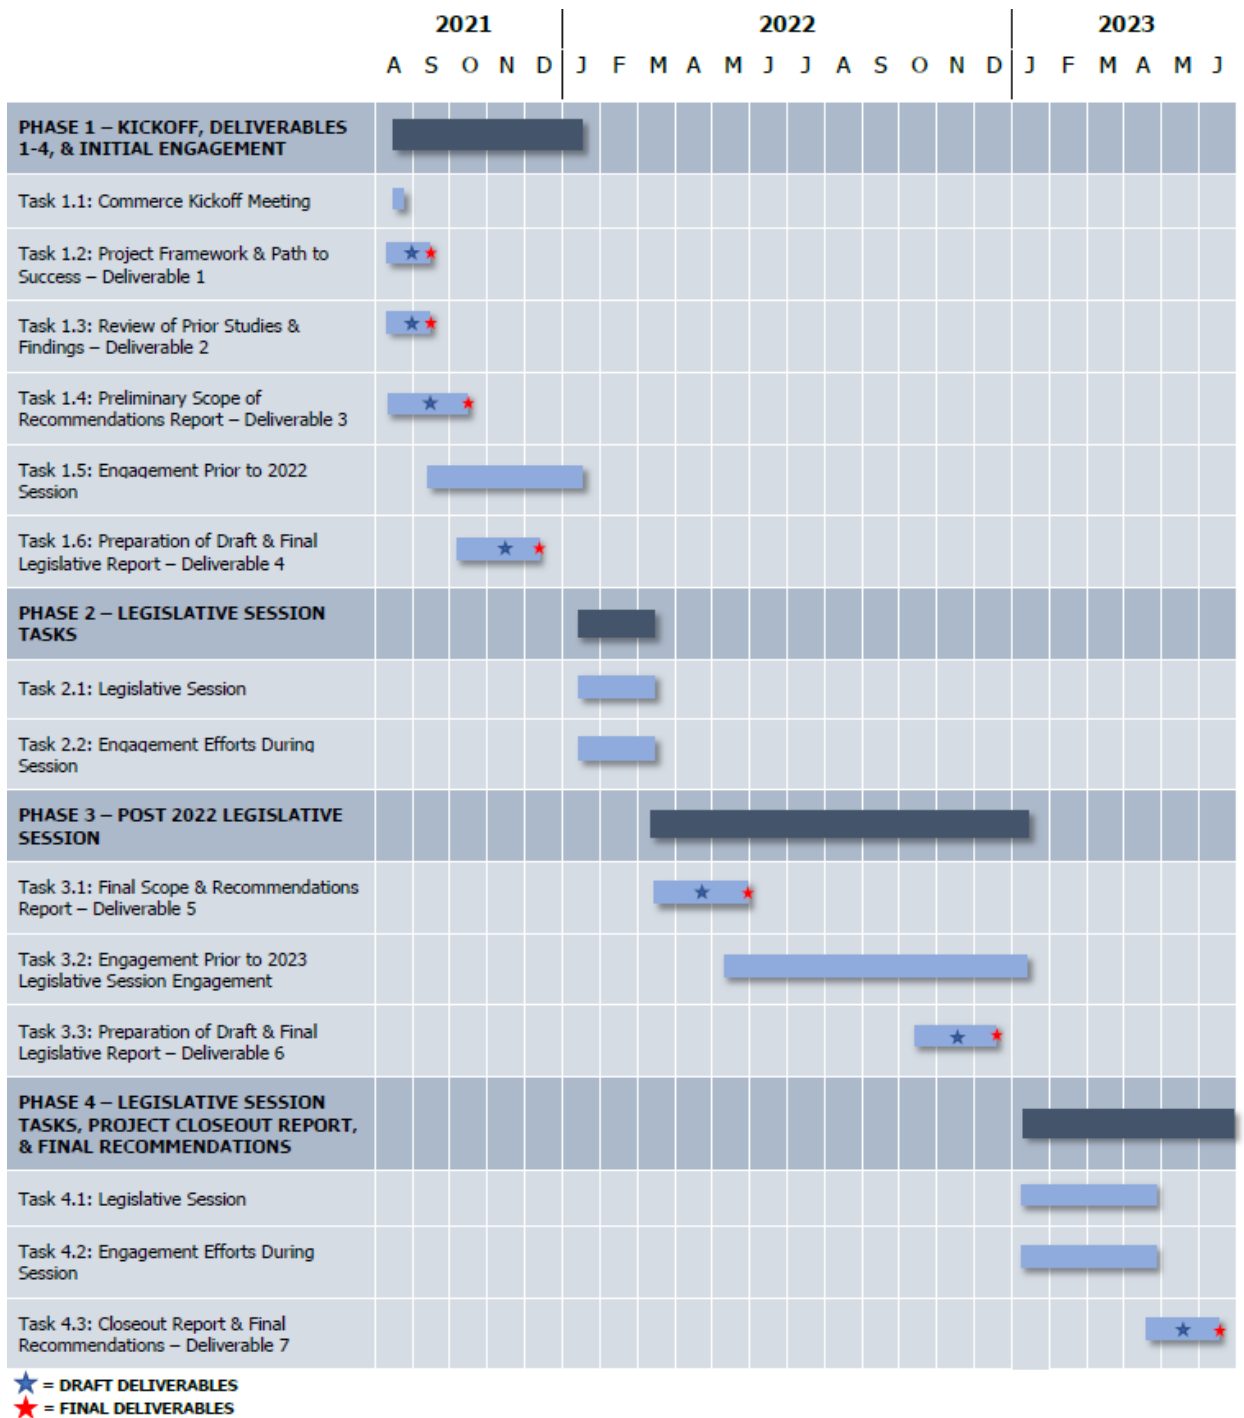 2021 2022 2023
A S O N D J F M A M J J A S O N D J F M A M J
PHASE 1 – KICKOFF, DELIVERABLES
1-4, & INITIAL ENGAGEMENT
Task 1.1: Commerce Kickoff Meeting
Task 1.2: Project Framework & Path to
Success – Deliverable 1
Task 1.3: Review of Prior Studies &
Findings – Deliverable 2
Task 1.4: Preliminary Scope of
Recommendations Report – Deliverable 3
Task 1.5: Engagement Prior to 2022
Session
Task 1.6: Preparation of Draft & Final
Legislative Report – Deliverable 4
PHASE 2 – LEGISLATIVE SESSION
TASKS
Task 2.1: Legislative Session
Task 2.2: Engagement Efforts During
Session
PHASE 3 – POST 2022 LEGISLATIVE
SESSION
Task 3.1: Final Scope & Recommendations
Report – Deliverable 5
Task 3.2: Engagement Prior to 2023
Legislative Session Engagement
Task 3.3: Preparation of Draft & Final
Legislative Report – Deliverable 6
PHASE 4 – LEGISLATIVE SESSION
TASKS, PROJECT CLOSEOUT REPORT,
& FINAL RECOMMENDATIONS
Task 4.1: Legislative Session
Task 4.2: Engagement Efforts During
Session
Task 4.3: Closeout Report & Final
Recommendations – Deliverable 7
= DRAFT DELIVERABLES
= FINAL DELIVERABLES